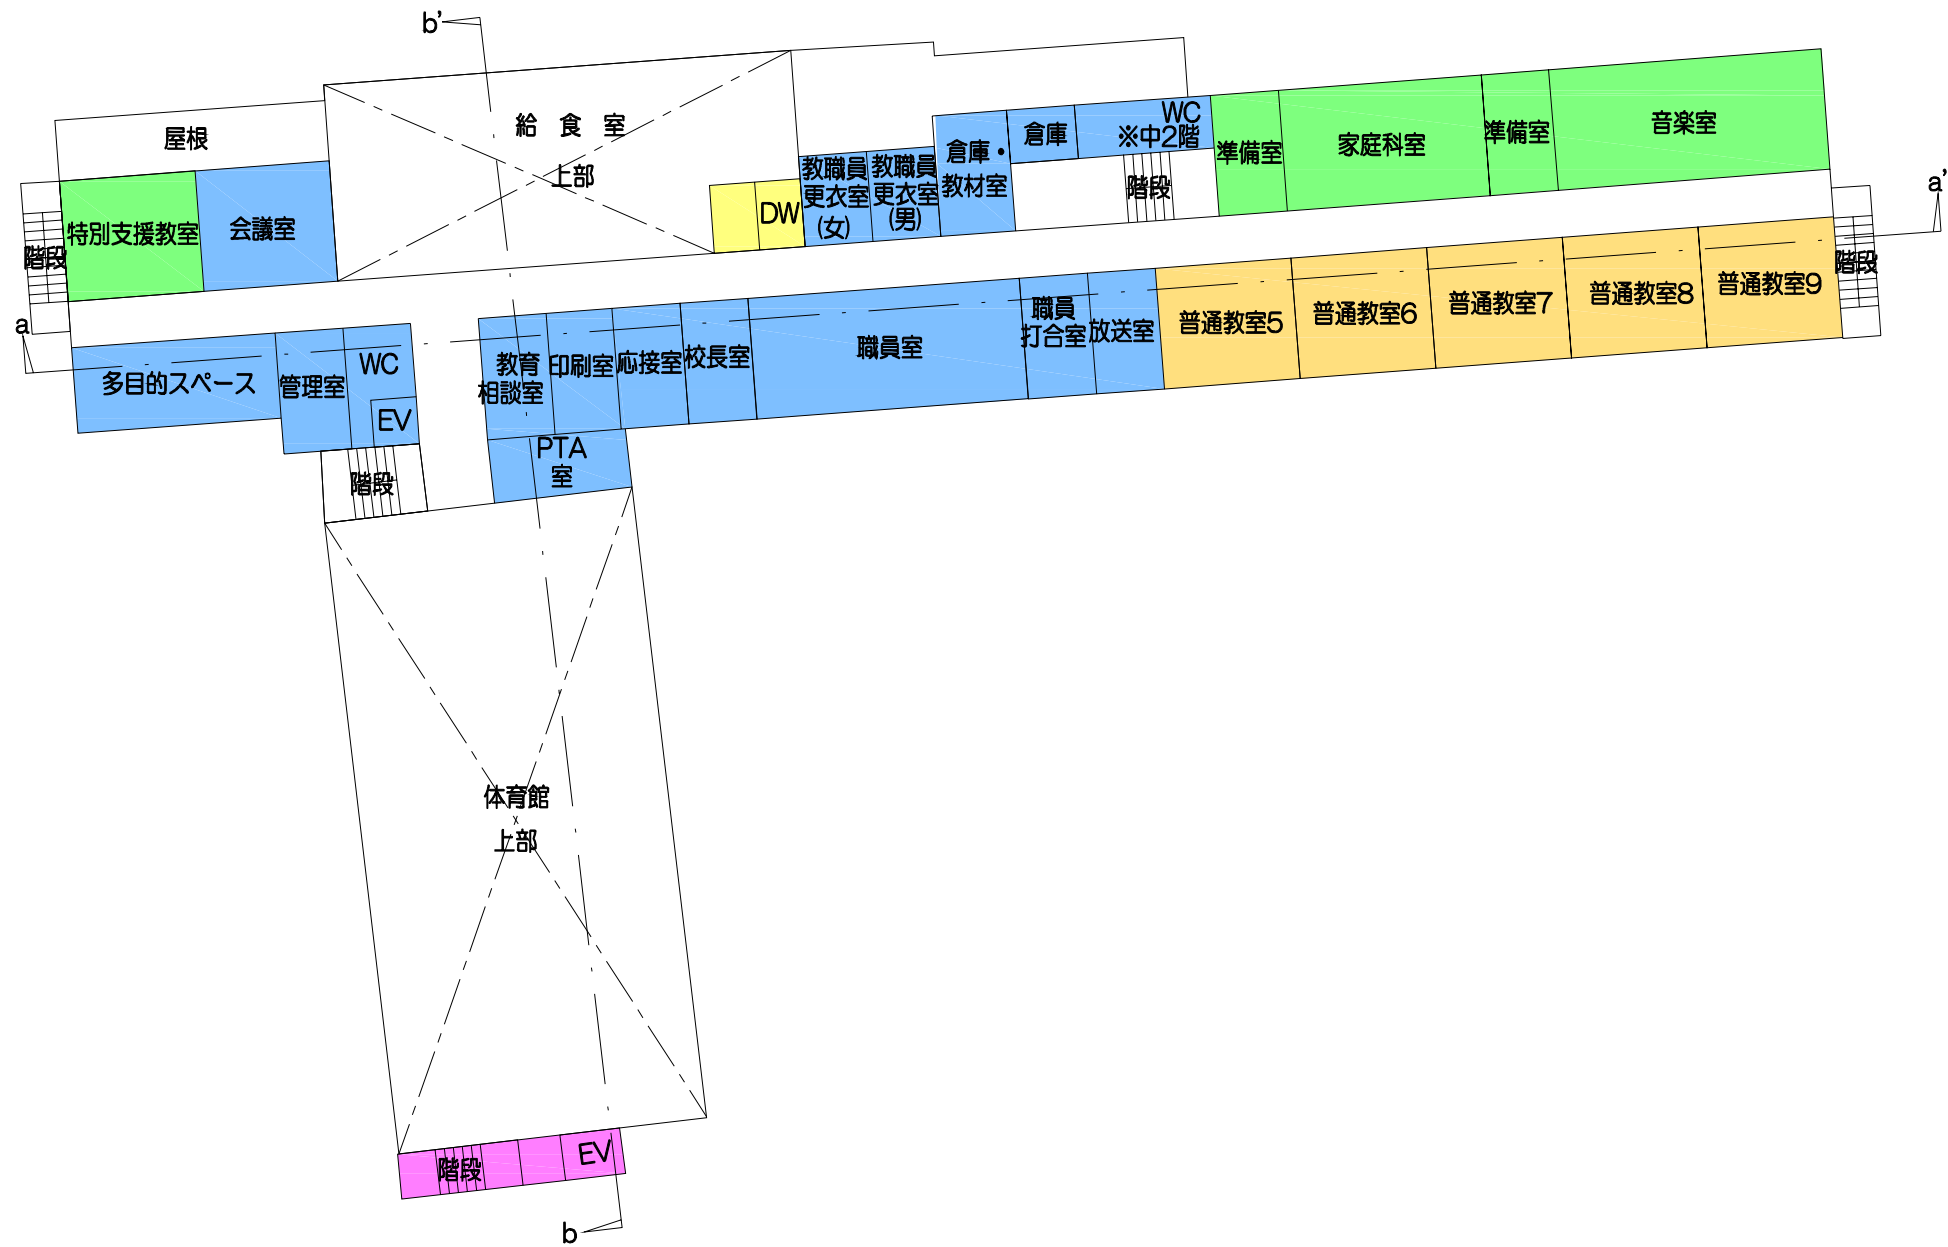 b’
屋根
給　食　室
上部
WC
※中2階
倉庫
倉庫・
教材室
階段
準備室
家庭科室
準備室
音楽室
a’
階段
特別支援教室
会議室
DW
教職員
更衣室
(女)
教職員
更衣室
(男)
階段
a
多目的スペース
管理室
WC
EV
階段
教育
相談室
印刷室
応接室
校長室
職員室
職員
打合室
放送室
普通教室5
普通教室6
普通教室7
普通教室8
普通教室9
PTA
室
体育館
上部
階段
EV
b